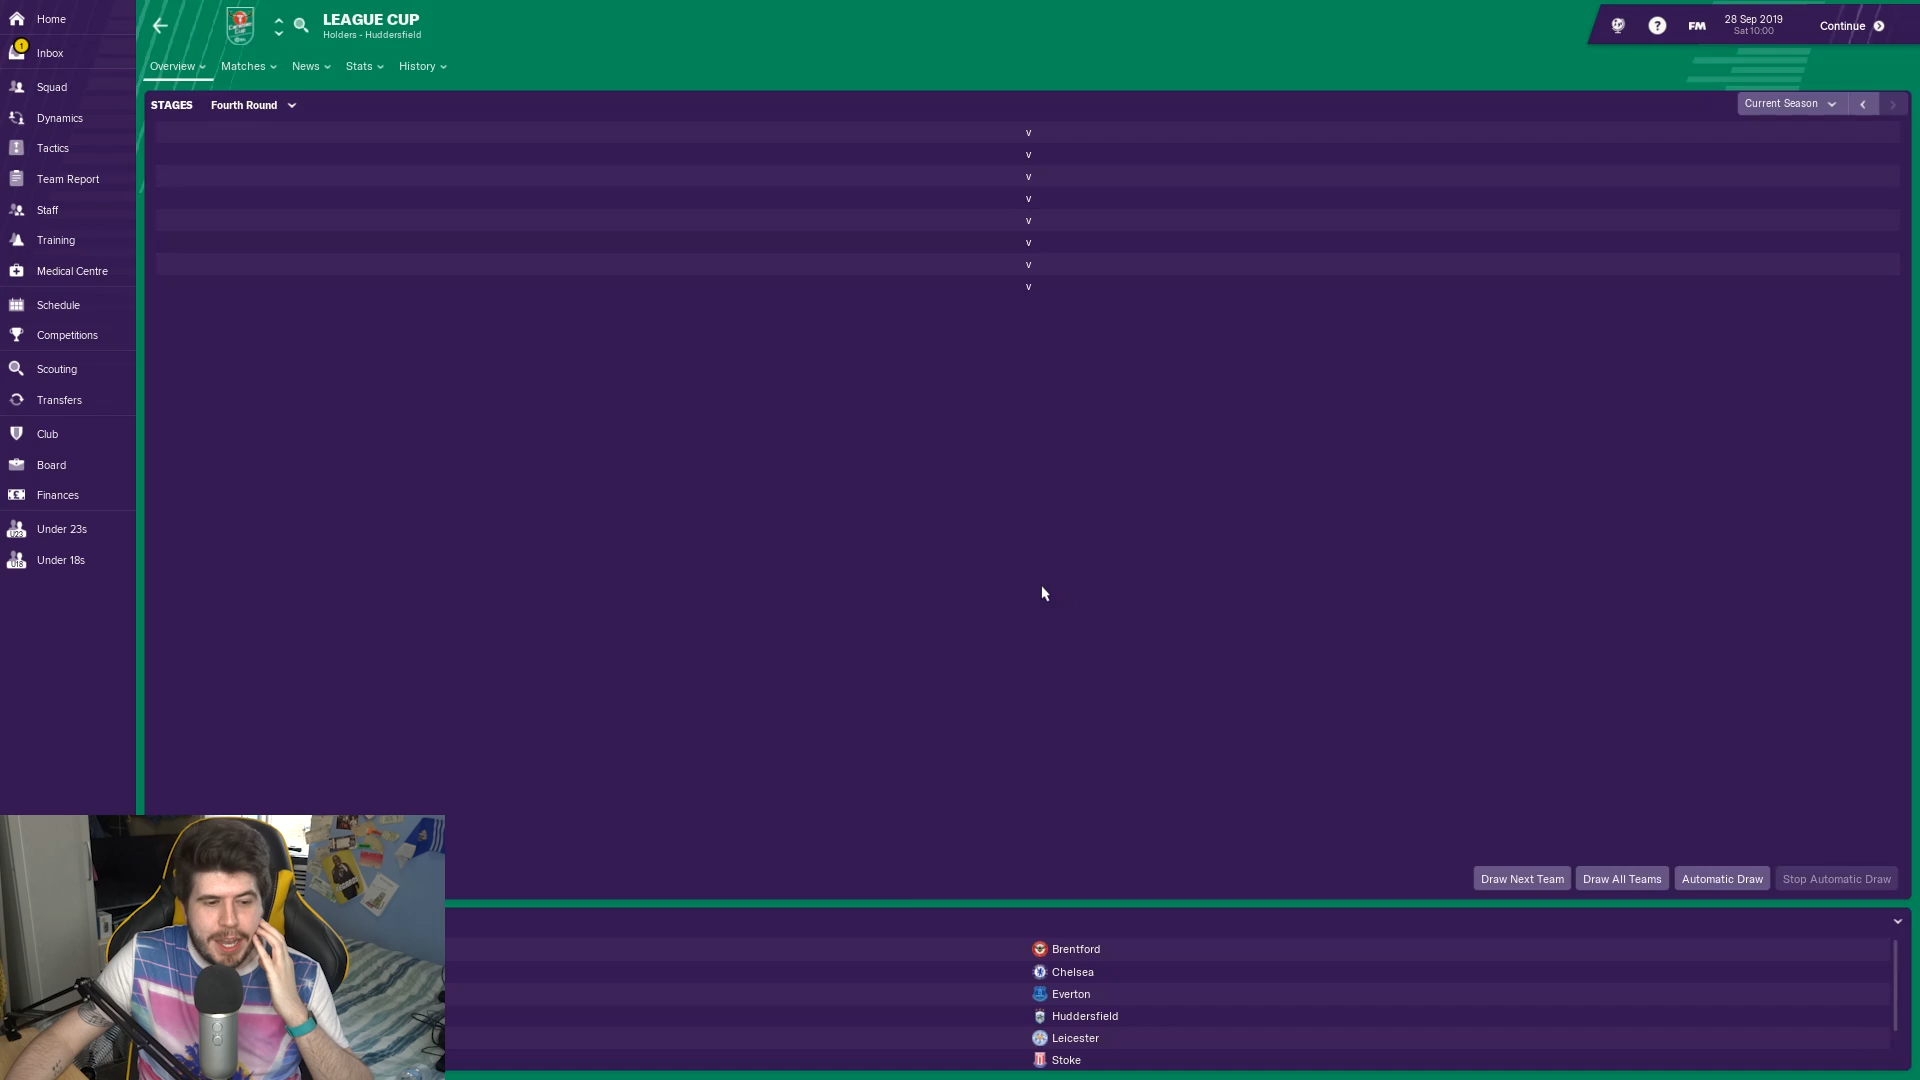 Home
Inbox
Squad
Dynamics
Tactics
Team Report
Staff
Training
Medical Centre
Schedule
Competitions
Scouting
Transfers
Club
Board
Finances
Under 23s
Under 18s
LEAGUE CUP
Holders - Huddersfield
Overview
Matches
News
Stats
History
FM
28 Sep 2019
Sat 10:00
Continue
STAGES Fourth Round
Current Season
v
v
v
v
v
v
v
v
Draw Next Team
Draw All Teams
Automatic Draw
Stop Automatic Draw
Brentford
Chelsea
Everton
Huddersfield
Leicester
Stoke